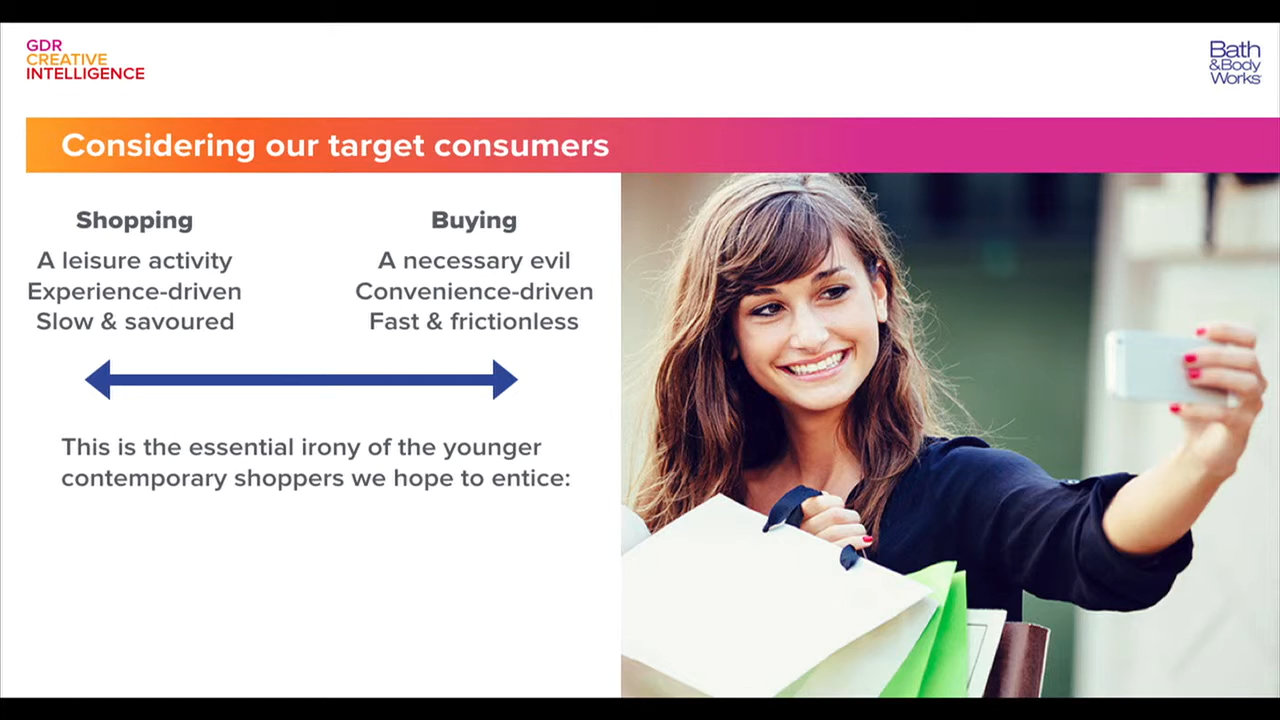 GDR
CREATIVE
INTELLIGENCE
Bath
&Body
Works
Considering our target consumers
Shopping
A leisure activity
Experience-driven
Slow & savoured
Buying
A necessary evil
Convenience-driven
Fast & frictionless
This is the essential irony of the younger
contemporary shoppers we hope to entice: